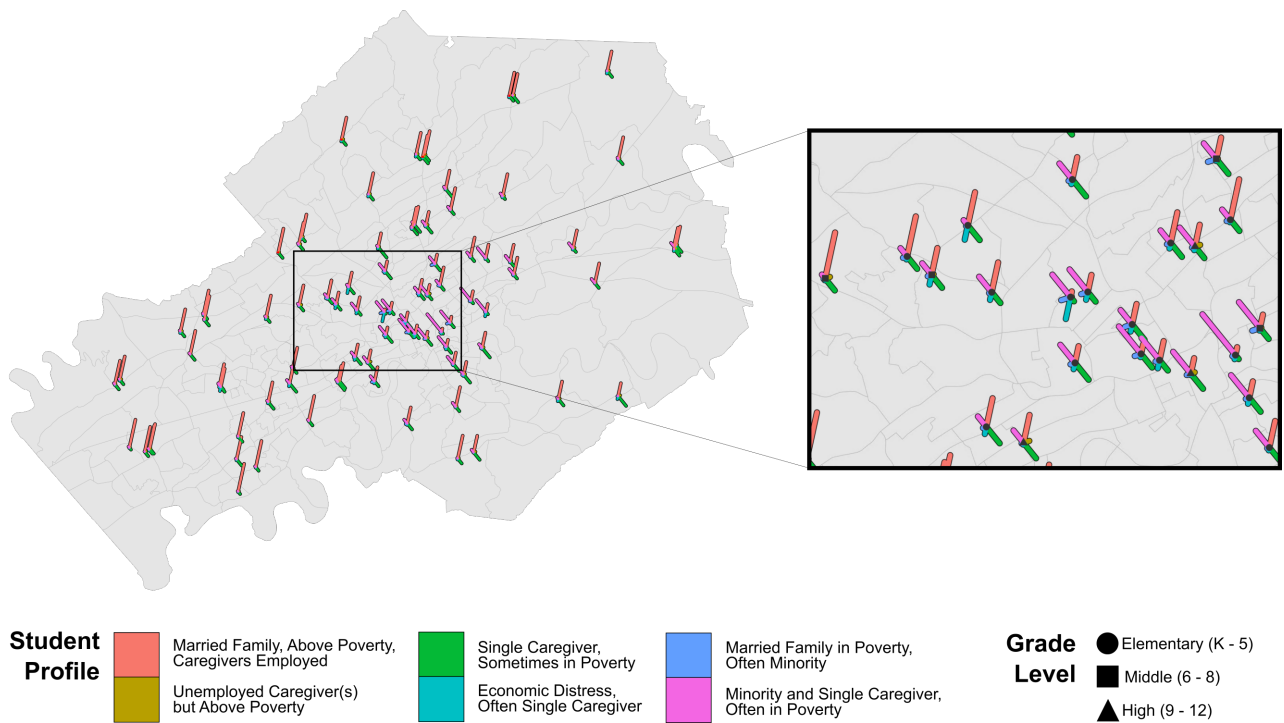 Student Profile
Married Family, Above Poverty,
Caregivers Employed
Unemployed Caregiver(s)
but Above Poverty
Single Caregiver,
Sometimes in Poverty
Economic Distress,
Often Single Caregiver
Married Family in Poverty,
Often Minority
Minority and Single Caregiver,
Often in Poverty
Grade
Level
Elementary (K - 5)
Middle (6 - 8)
High (9 - 12)